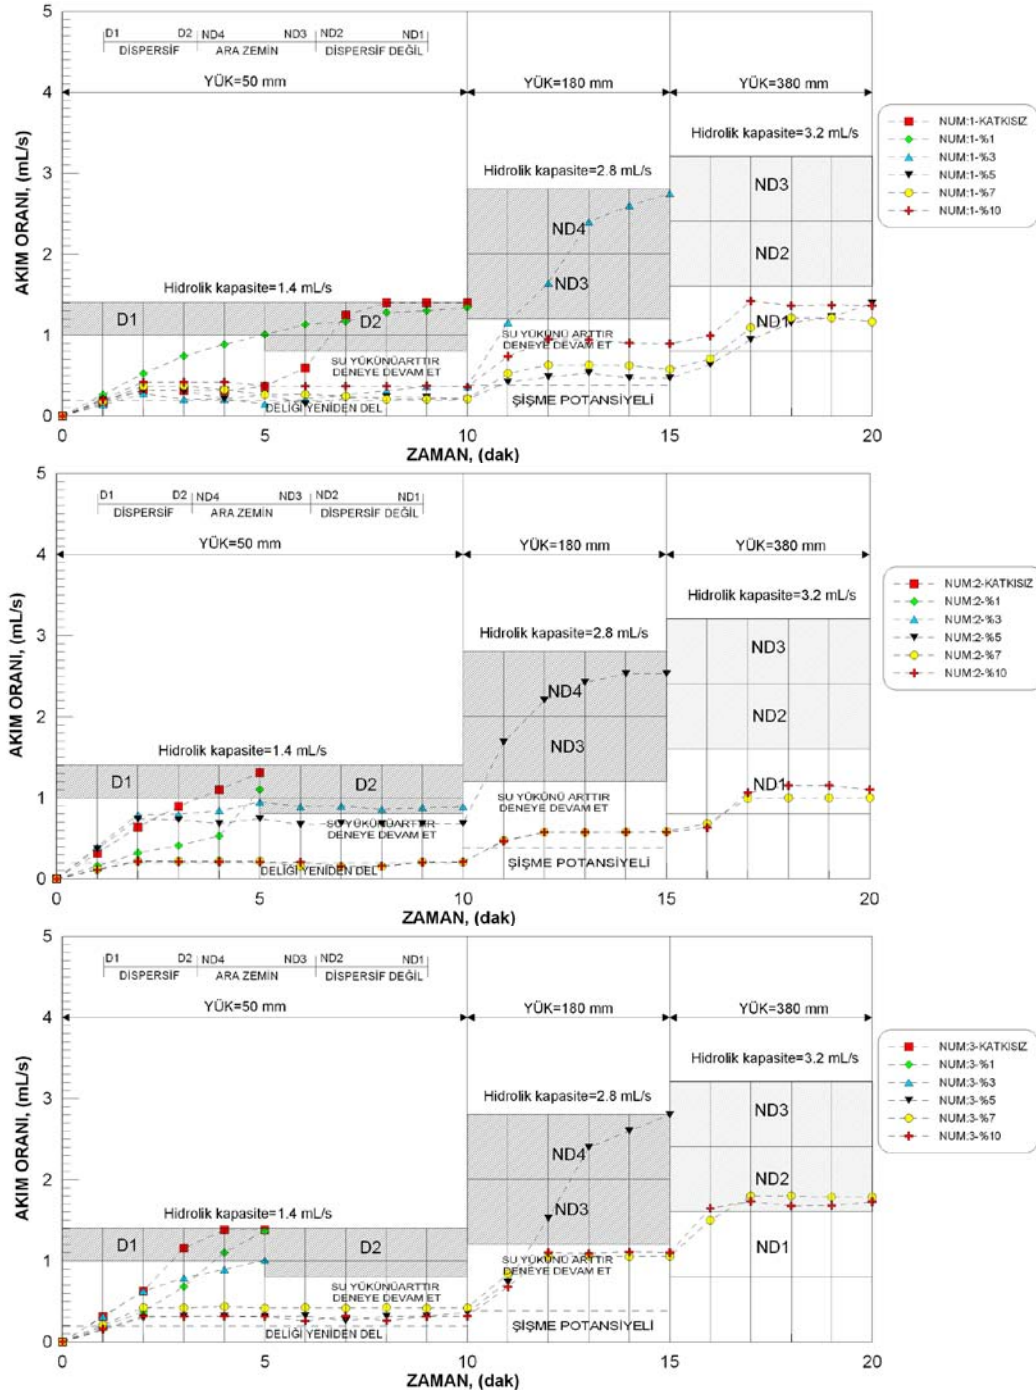 5
D1 D2 ND4 ND3 ND2 ND1
DİSPERSİF ARA ZEMİN DİSPERSİF DEĞİL
YÜK=50 mm YÜK=180 mm YÜK=380 mm
4
Hidrolik kapasite=3.2 mL/s
3
Hidrolik kapasite=2.8 mL/s
ND3
ND4
ND2
2
ND3
Hidrolik kapasite=1.4 mL/s
D1 D2 ND1
1
SU YÜKÜNÜ ARTTIR
DENEYE DEVAM ET
SU YÜKÜNÜARTTIR
DENEYE DEVAM ET
ŞİŞME POTANSİYELİ
DELİĞİ YENİDEN DEL
0
0 5 10 15 20
ZAMAN, (dak)
AKIM ORANI, (mL/s)
NUM:1-KATKISIZ
NUM:1-%1
NUM:1-%3
NUM:1-%5
NUM:1-%7
NUM:1-%10
5
D1 D2 ND4 ND3 ND2 ND1
DİSPERSİF ARA ZEMİN DİSPERSİF DEĞİL
YÜK=50 mm YÜK=180 mm YÜK=380 mm
4
Hidrolik kapasite=3.2 mL/s
3
Hidrolik kapasite=2.8 mL/s
ND3
ND4
ND2
2
ND3
Hidrolik kapasite=1.4 mL/s
D1 D2 ND1
1
SU YÜKÜNÜ ARTTIR
DENEYE DEVAM ET
SU YÜKÜNÜARTTIR
DENEYE DEVAM ET
ŞİŞME POTANSİYELİ
DELİĞİ YENİDEN DEL
0
0 5 10 15 20
ZAMAN, (dak)
AKIM ORANI, (mL/s)
NUM:2-KATKISIZ
NUM:2-%1
NUM:2-%3
NUM:2-%5
NUM:2-%7
NUM:2-%10
5
D1 D2 ND4 ND3 ND2 ND1
DİSPERSİF ARA ZEMİN DİSPERSİF DEĞİL
YÜK=50 mm YÜK=180 mm YÜK=380 mm
4
Hidrolik kapasite=3.2 mL/s
3
Hidrolik kapasite=2.8 mL/s
ND3
ND4
ND2
2
ND3
Hidrolik kapasite=1.4 mL/s
D1 D2 ND1
1
SU YÜKÜNÜ ARTTIR
DENEYE DEVAM ET
SU YÜKÜNÜARTTIR
DENEYE DEVAM ET
ŞİŞME POTANSİYELİ
DELİĞİ YENİDEN DEL
0
0 5 10 15 20
ZAMAN, (dak)
AKIM ORANI, (mL/s)
NUM:3-KATKISIZ
NUM:3-%1
NUM:3-%3
NUM:3-%5
NUM:3-%7
NUM:3-%10